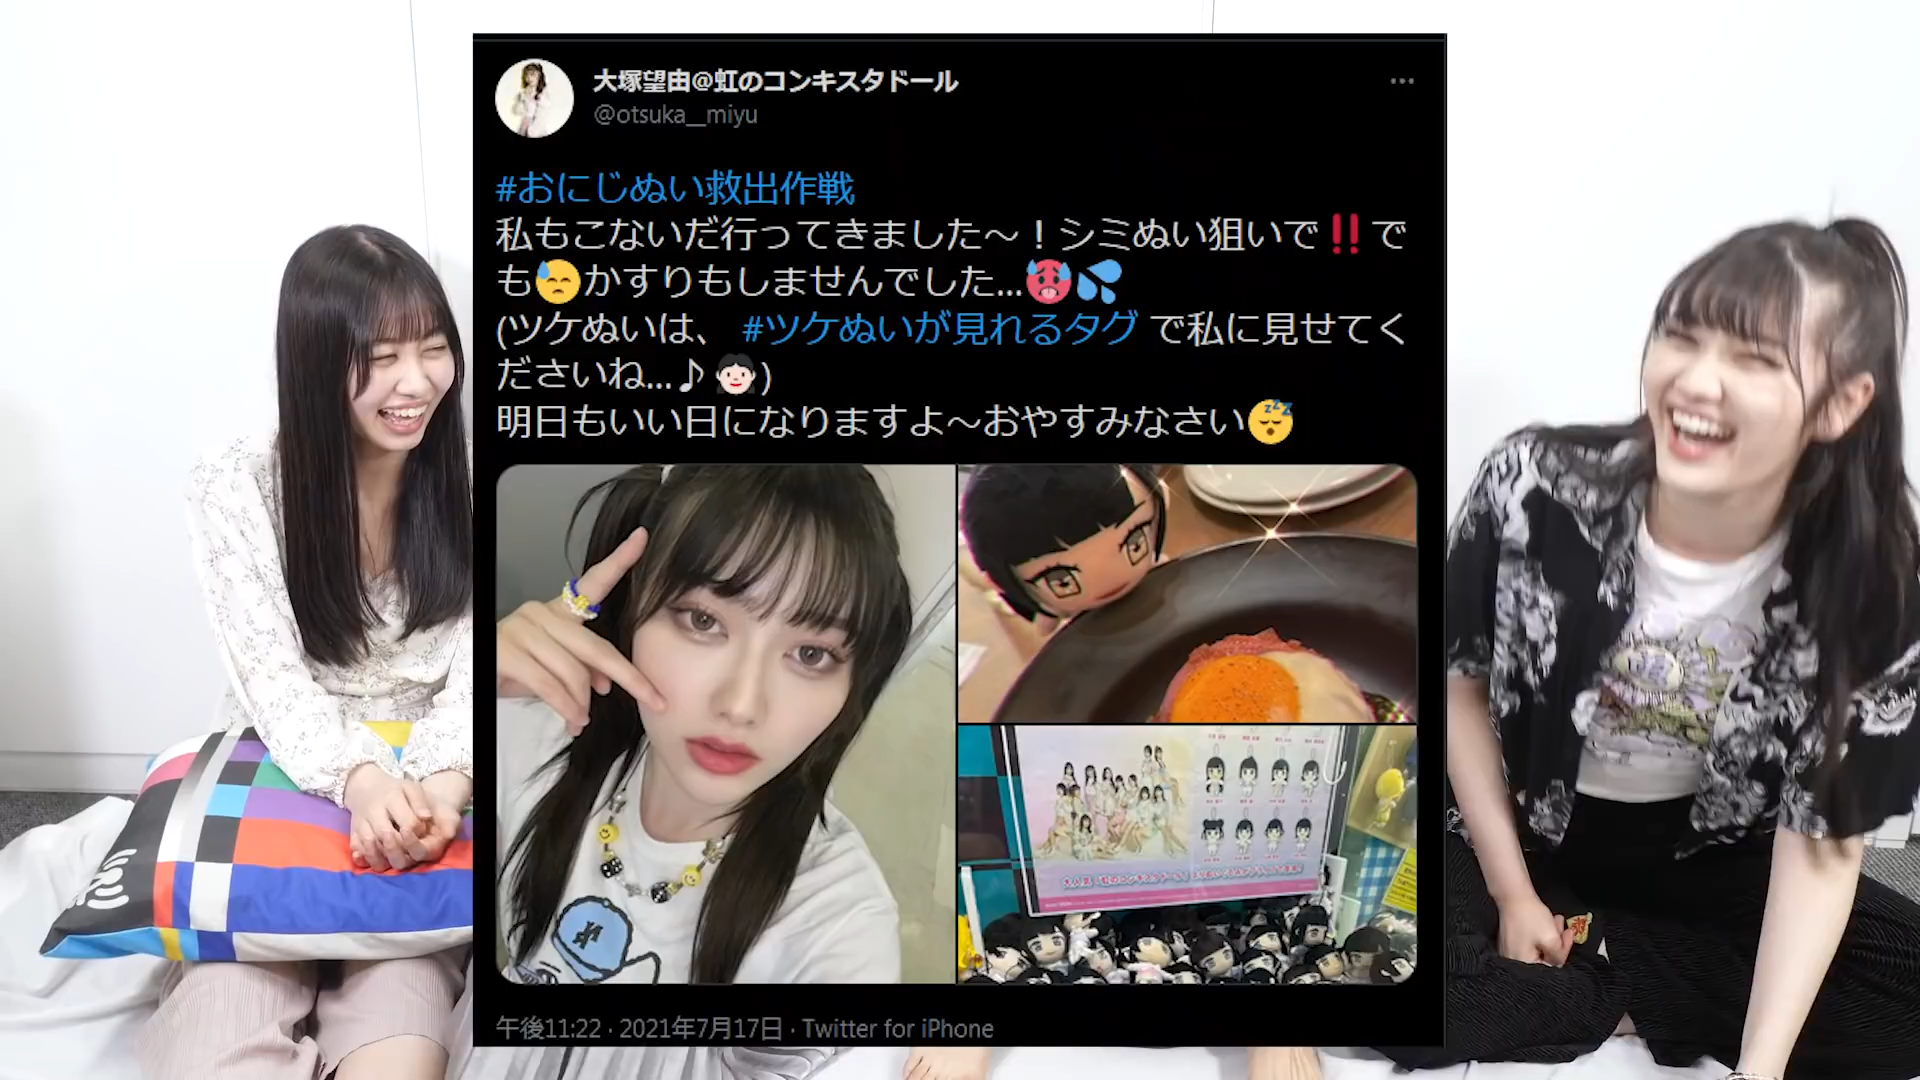 大塚望由@虹のコンキスタドール
@otsuka__miyu
#おにじぬい救出作戦
私もこないだ行ってきました～！シミぬい狙いで‼️で
も😓かすりもしませんでした...🥵💦
(ツケぬいは、 #ツケぬいが見れるタグ で私に見せてく
ださいね...♪👧🏻)
明日もいい日になりますよ～おやすみなさい😴
午後11:22 · 2021年7月17日 · Twitter for iPhone